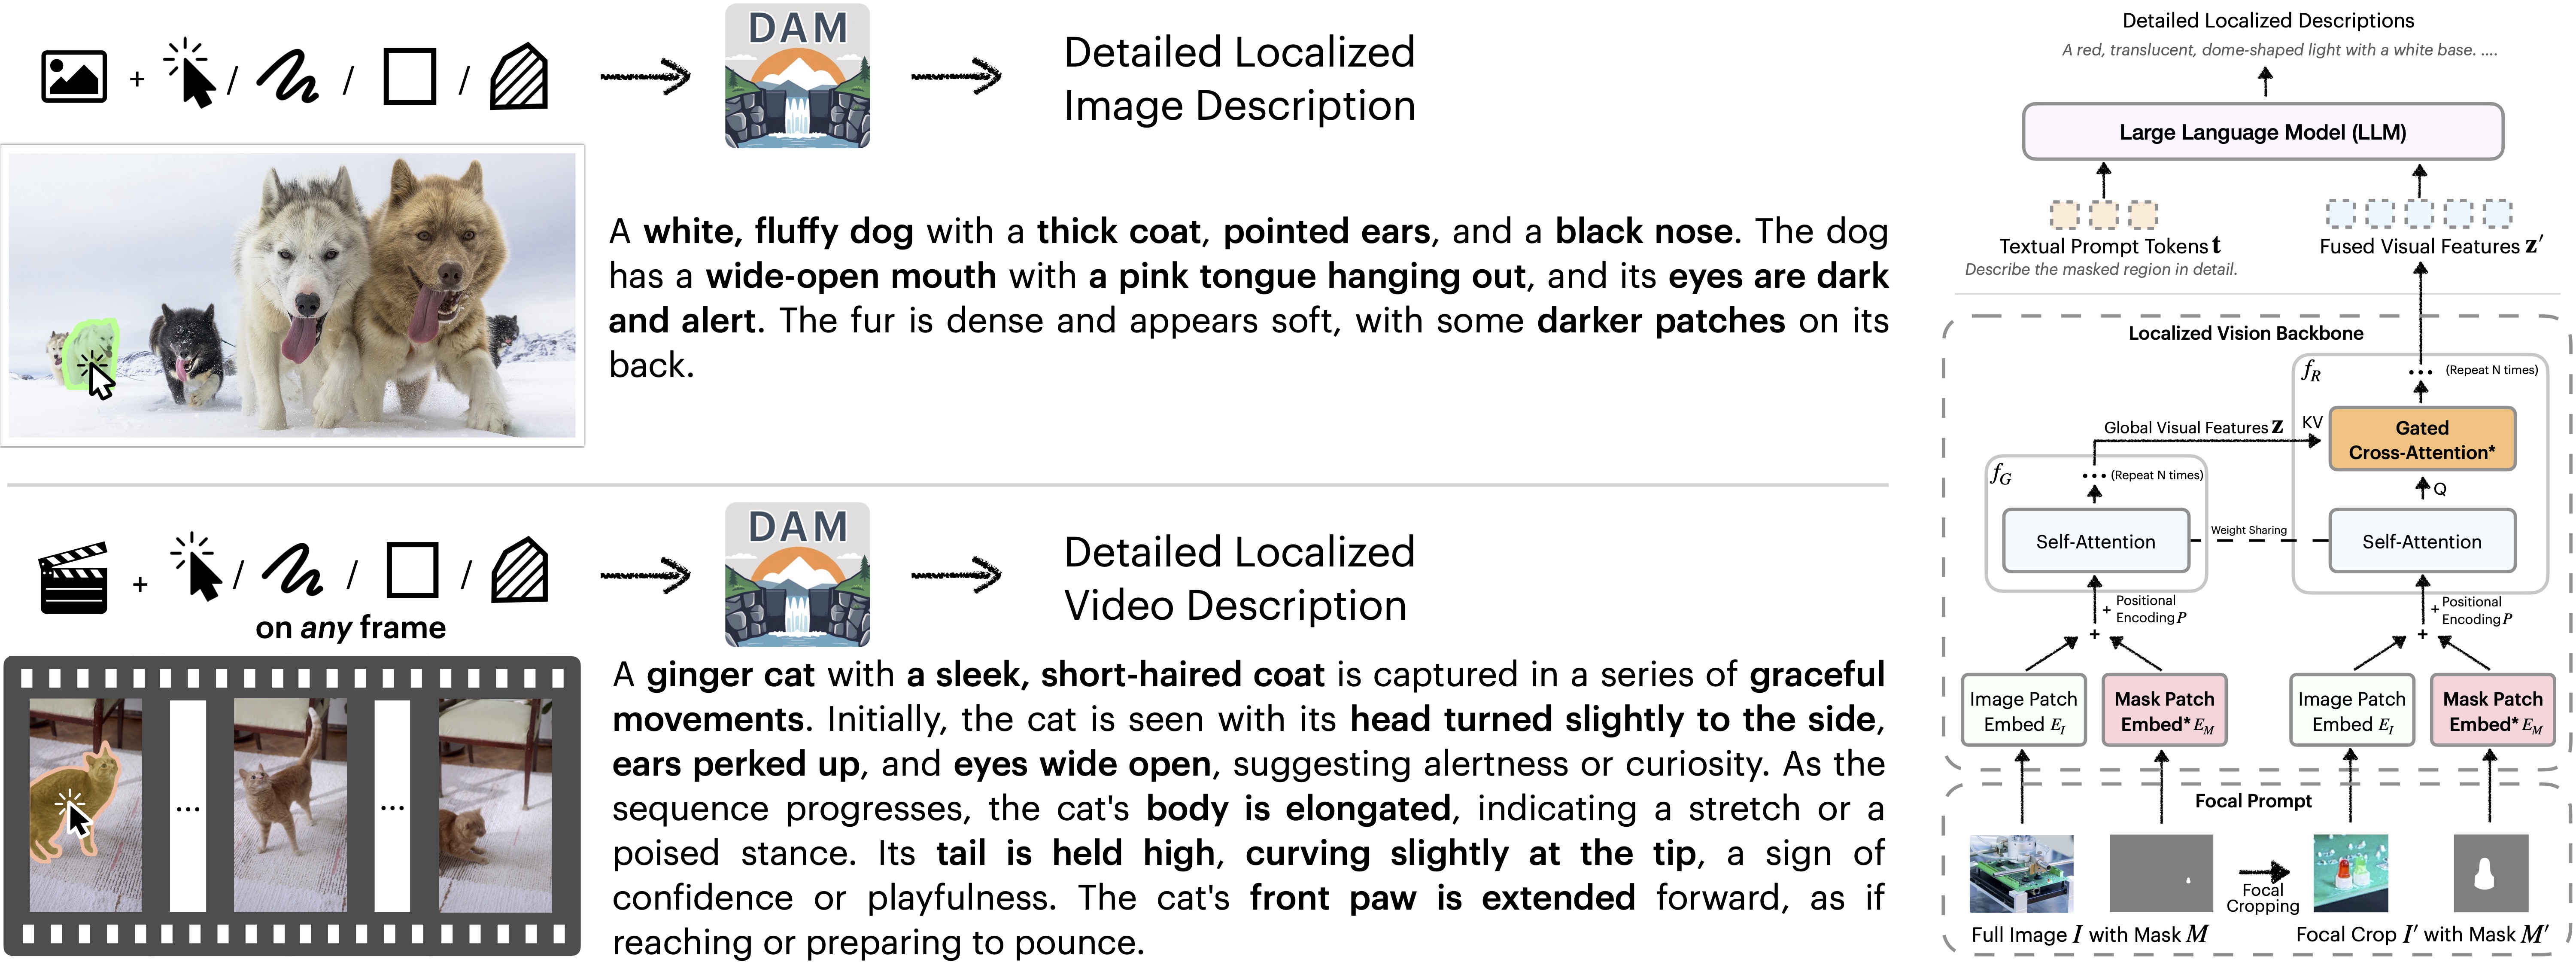 DAM
Detailed Localized
Image Description
+ / / /
A white, fluffy dog with a thick coat, pointed ears, and a black nose. The dog
has a wide-open mouth with a pink tongue hanging out, and its eyes are dark
and alert. The fur is dense and appears soft, with some darker patches on its
back.
DAM
Detailed Localized
Video Description
+ / / /
on any frame
... ...
A ginger cat with a sleek, short-haired coat is captured in a series of graceful
movements. Initially, the cat is seen with its head turned slightly to the side,
ears perked up, and eyes wide open, suggesting alertness or curiosity. As the
sequence progresses, the cat's body is elongated, indicating a stretch or a
poised stance. Its tail is held high, curving slightly at the tip, a sign of
confidence or playfulness. The cat's front paw is extended forward, as if
reaching or preparing to pounce.
Detailed Localized Descriptions
A red, translucent, dome-shaped light with a white base. ....
Large Language Model (LLM)
Textual Prompt Tokens t
Describe the masked region in detail.
Fused Visual Features z′
Localized Vision Backbone
f_R
... (Repeat N times)
Global Visual Features z
KV
Gated
Cross-Attention*
f_G
... (Repeat N times)
Q
Self-Attention
Weight Sharing
Self-Attention
+ Positional
Encoding P
+ Positional
Encoding P
+
+
Image Patch
Embed E_I
Mask Patch
Embed* E_M
Image Patch
Embed E_I
Mask Patch
Embed* E_M
Focal Prompt
Focal
Cropping
Full Image I with Mask M
Focal Crop I′ with Mask M′